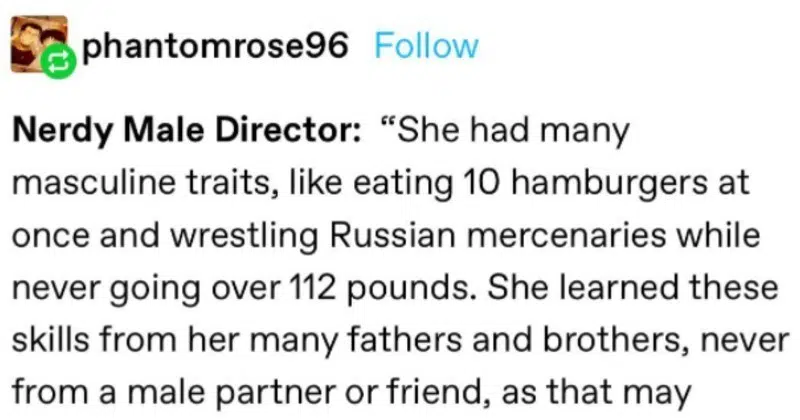 phantomrose96 Follow
Nerdy Male Director: “She had many
masculine traits, like eating 10 hamburgers at
once and wrestling Russian mercenaries while
never going over 112 pounds. She learned these
skills from her many fathers and brothers, never
from a male partner or friend, as that may